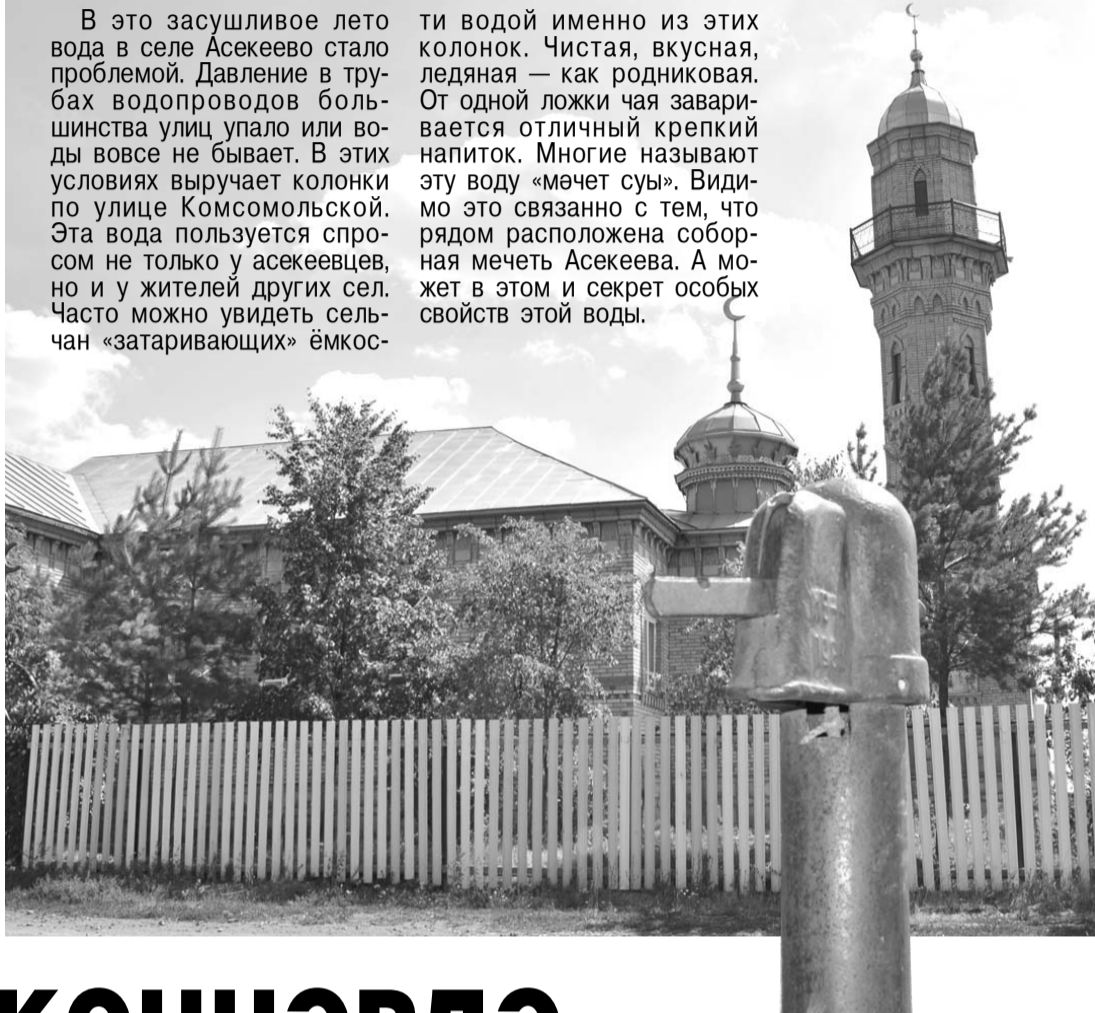 В это засушливое лето
вода в селе Асекеево стало
проблемой. Давление в тру-
бах водопроводов боль-
шинства улиц упало или во-
ды вовсе не бывает. В этих
условиях выручает колонки
по улице Комсомольской.
Эта вода пользуется спро-
сом не только у асекеевцев,
но и у жителей других сел.
Часто можно увидеть сель-
чан «затаривающих» ёмкос-
ти водой именно из этих
колонок. Чистая, вкусная,
ледяная — как родниковая.
От одной ложки чая завари-
вается отличный крепкий
напиток. Многие называют
эту воду «мәчет суы». Види-
мо это связанно с тем, что
рядом расположена собор-
ная мечеть Асекеева. А мо-
жет в этом и секрет особых
свойств этой воды.